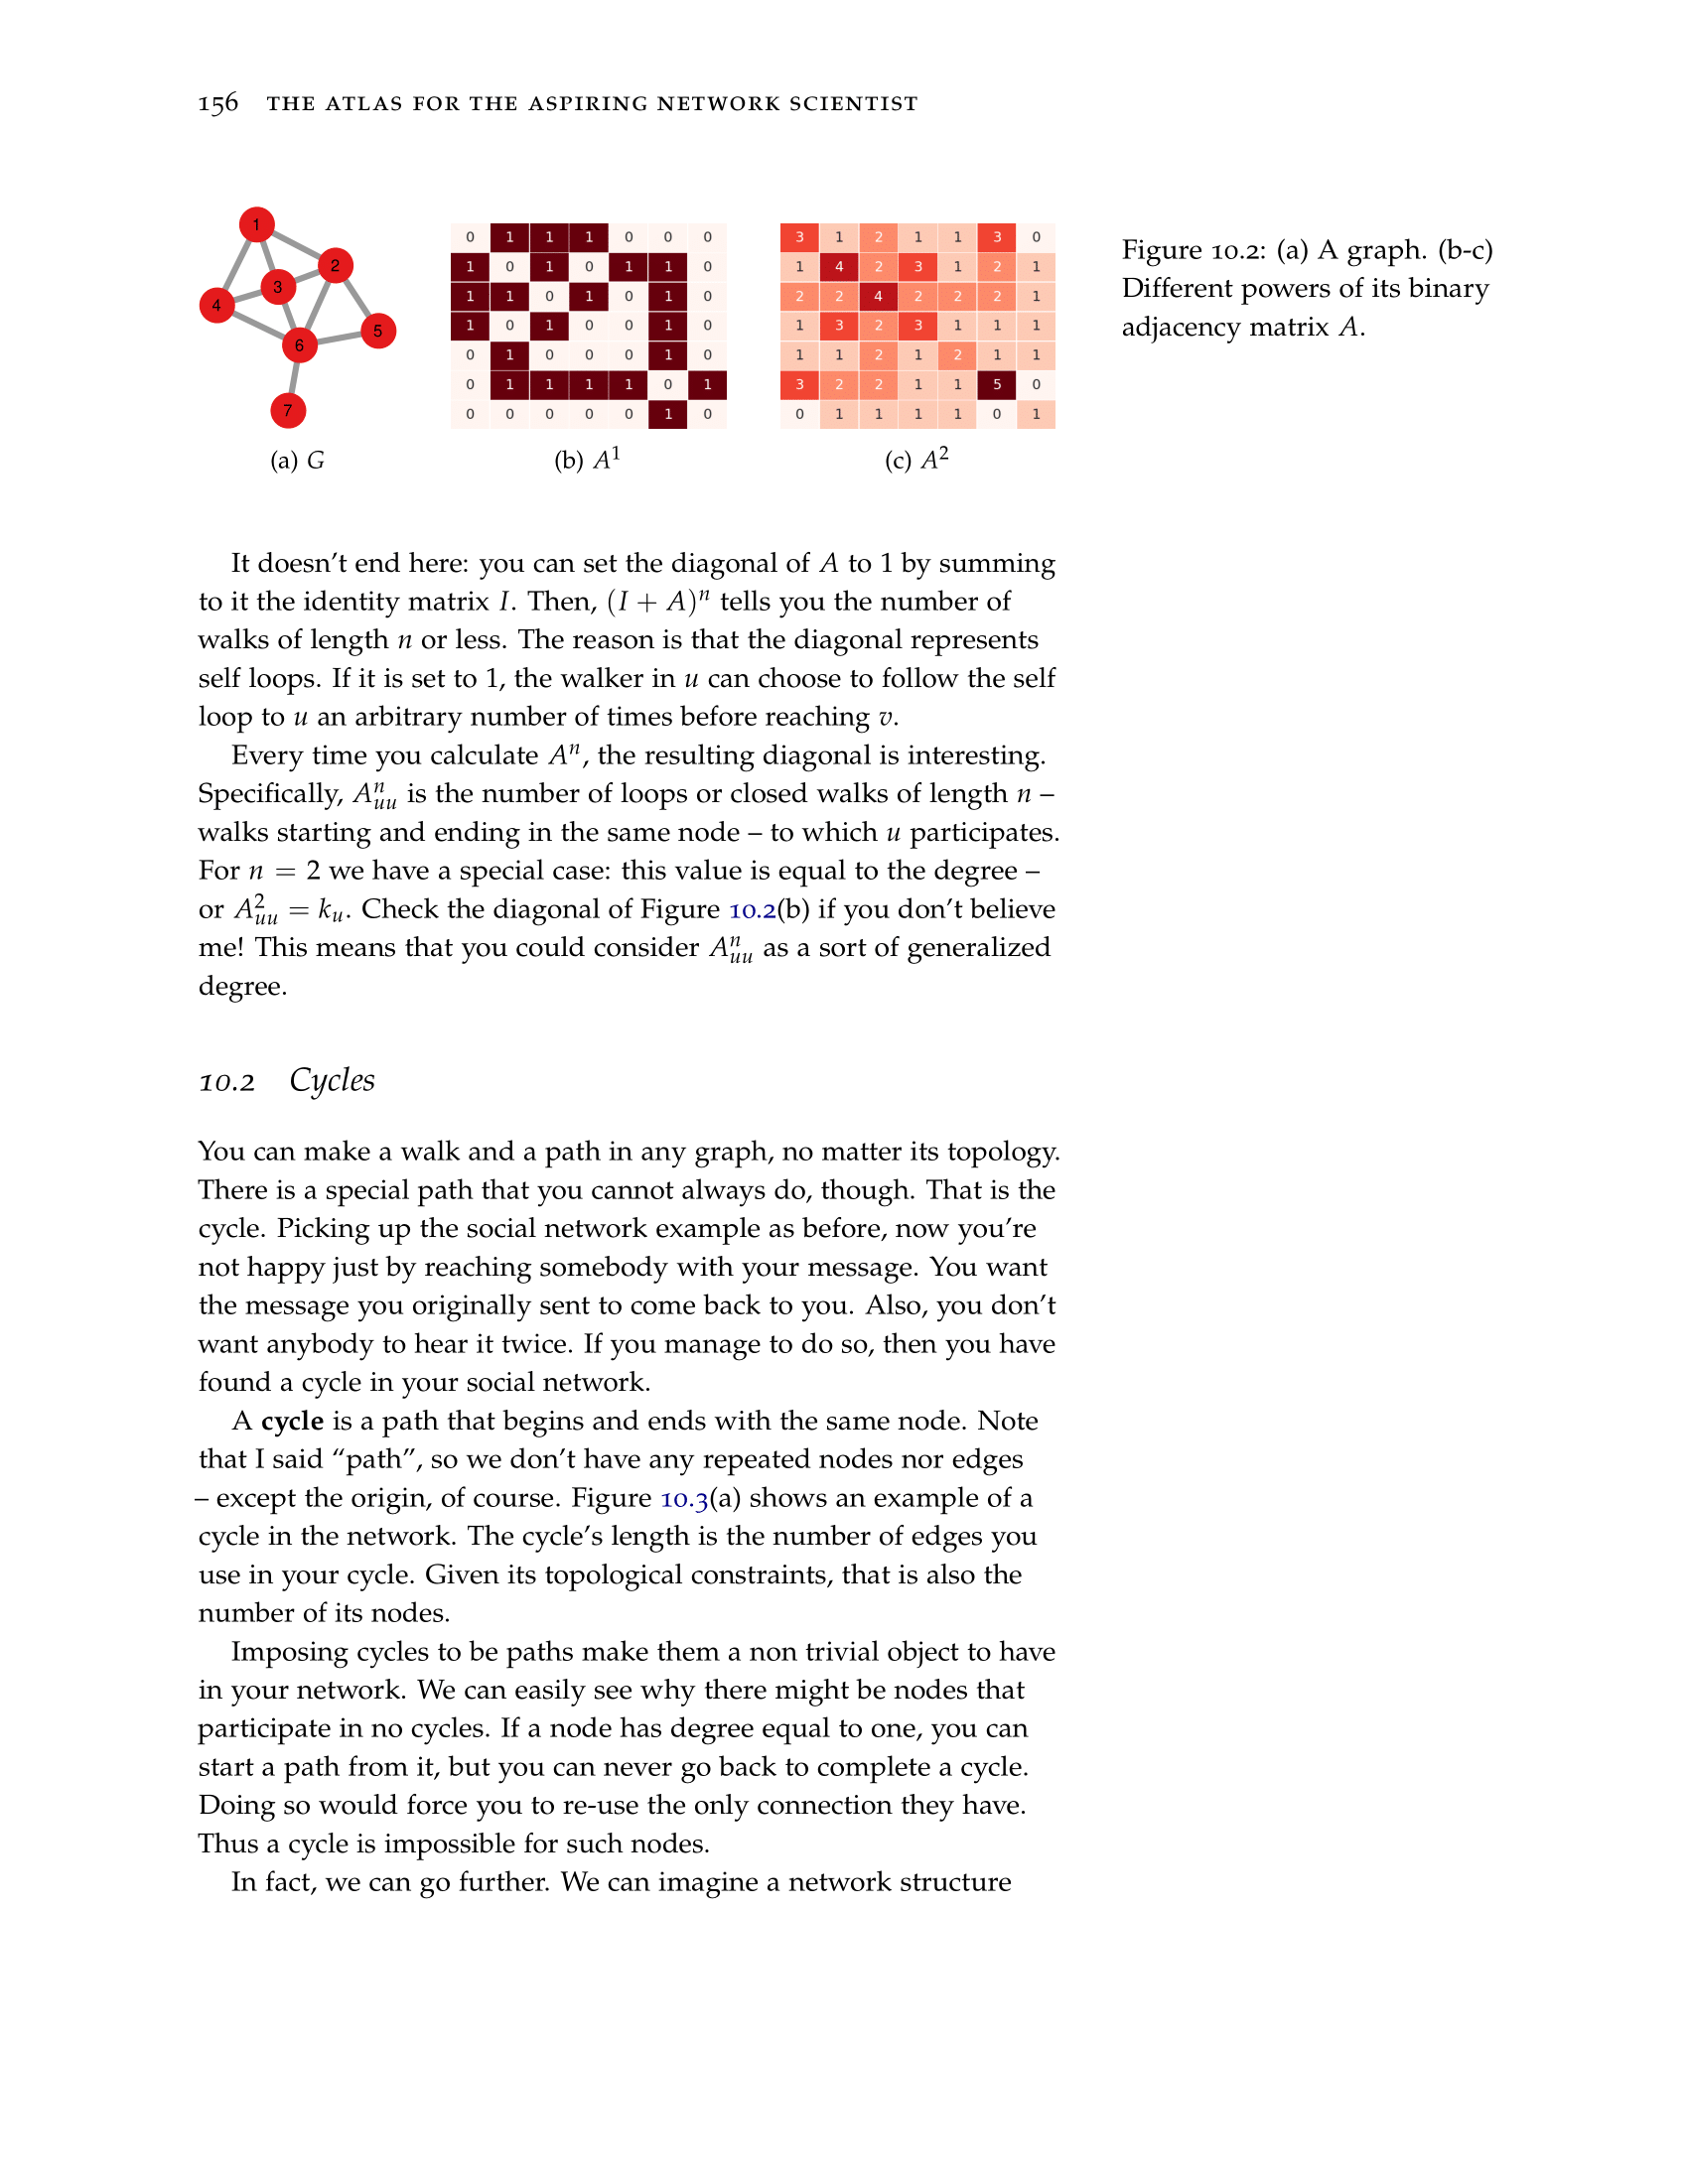 156 THE ATLAS FOR THE ASPIRING NETWORK SCIENTIST
1
2
3
4
5
6
7
(a) G
0 1 1 1 0 0 0
1 0 1 0 1 1 0
1 1 0 1 0 1 0
1 0 1 0 0 1 0
0 1 0 0 0 1 0
0 1 1 1 1 0 1
0 0 0 0 0 1 0
(b) A¹
3 1 2 1 1 3 0
1 4 2 3 1 2 1
2 2 4 2 2 2 1
1 3 2 3 1 1 1
1 1 2 1 2 1 1
3 2 2 1 1 5 0
0 1 1 1 1 0 1
(c) A²
Figure 10.2: (a) A graph. (b-c)
Different powers of its binary
adjacency matrix A.
It doesn't end here: you can set the diagonal of A to 1 by summing
to it the identity matrix I. Then, (I + A)ⁿ tells you the number of
walks of length n or less. The reason is that the diagonal represents
self loops. If it is set to 1, the walker in u can choose to follow the self
loop to u an arbitrary number of times before reaching v.
Every time you calculate Aⁿ, the resulting diagonal is interesting.
Specifically, Aⁿᵤᵤ is the number of loops or closed walks of length n –
walks starting and ending in the same node – to which u participates.
For n = 2 we have a special case: this value is equal to the degree –
or A²ᵤᵤ = kᵤ. Check the diagonal of Figure 10.2(b) if you don't believe
me! This means that you could consider Aⁿᵤᵤ as a sort of generalized
degree.
10.2 Cycles
You can make a walk and a path in any graph, no matter its topology.
There is a special path that you cannot always do, though. That is the
cycle. Picking up the social network example as before, now you're
not happy just by reaching somebody with your message. You want
the message you originally sent to come back to you. Also, you don't
want anybody to hear it twice. If you manage to do so, then you have
found a cycle in your social network.
A cycle is a path that begins and ends with the same node. Note
that I said “path”, so we don't have any repeated nodes nor edges
– except the origin, of course. Figure 10.3(a) shows an example of a
cycle in the network. The cycle's length is the number of edges you
use in your cycle. Given its topological constraints, that is also the
number of its nodes.
Imposing cycles to be paths make them a non trivial object to have
in your network. We can easily see why there might be nodes that
participate in no cycles. If a node has degree equal to one, you can
start a path from it, but you can never go back to complete a cycle.
Doing so would force you to re-use the only connection they have.
Thus a cycle is impossible for such nodes.
In fact, we can go further. We can imagine a network structure